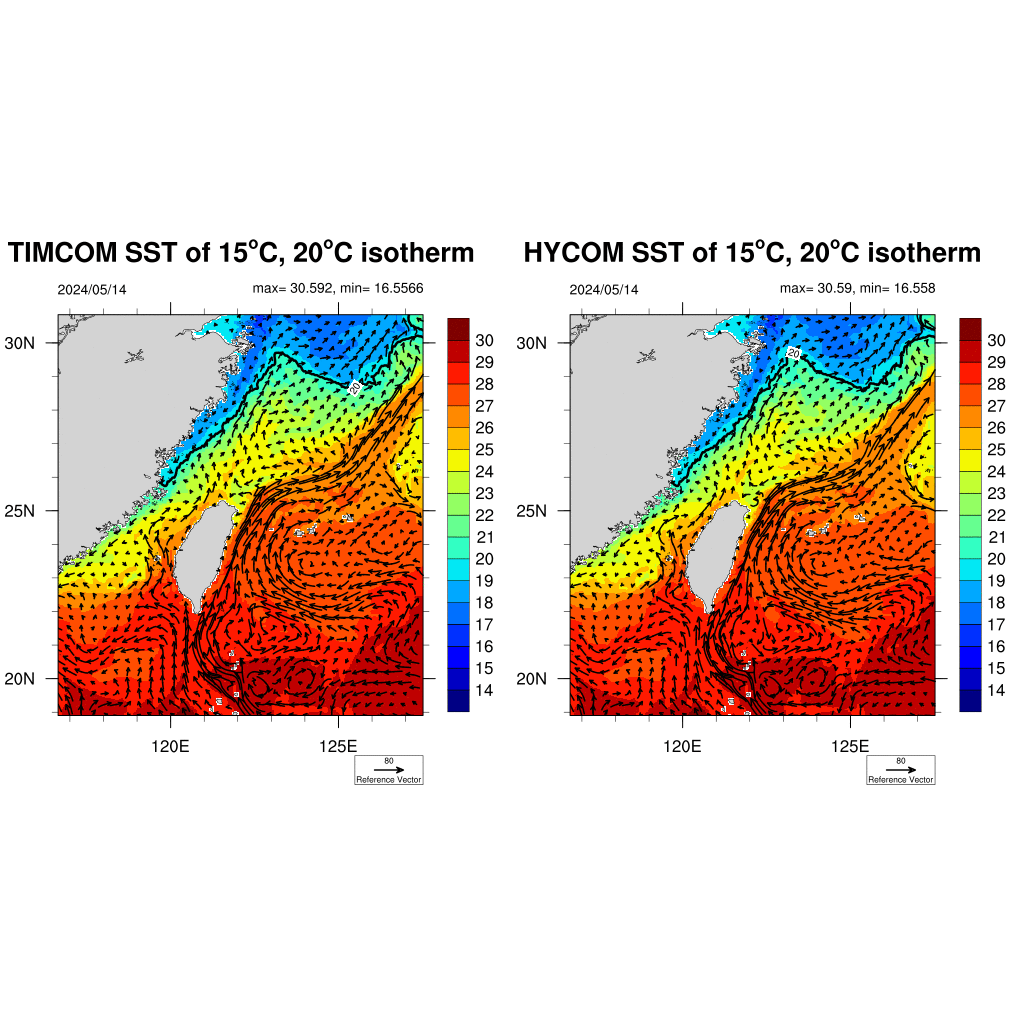 TIMCOM SST of 15°C, 20°C isotherm
2024/05/14 max= 30.592, min= 16.5566
30N
25N
20N
120E 125E
20
30
29
28
27
26
25
24
23
22
21
20
19
18
17
16
15
14
80
Reference Vector
HYCOM SST of 15°C, 20°C isotherm
2024/05/14 max= 30.59, min= 16.558
30N
25N
20N
120E 125E
20
30
29
28
27
26
25
24
23
22
21
20
19
18
17
16
15
14
80
Reference Vector